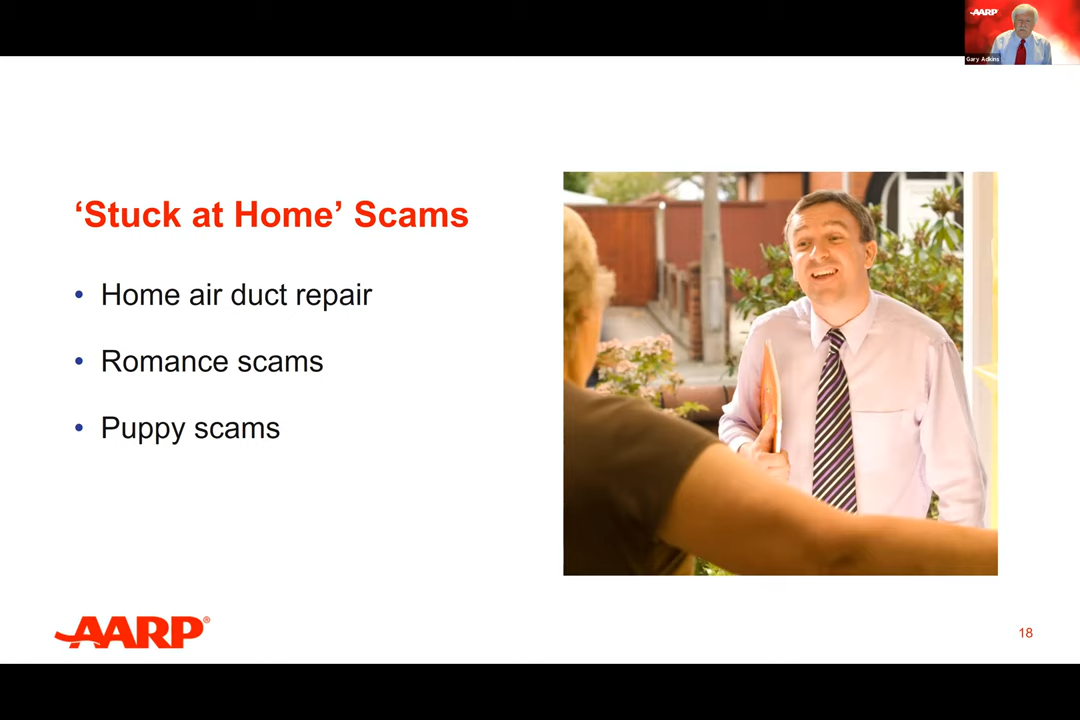 AARP
Gary Adkins
‘Stuck at Home’ Scams
• Home air duct repair
• Romance scams
• Puppy scams
AARP®
18